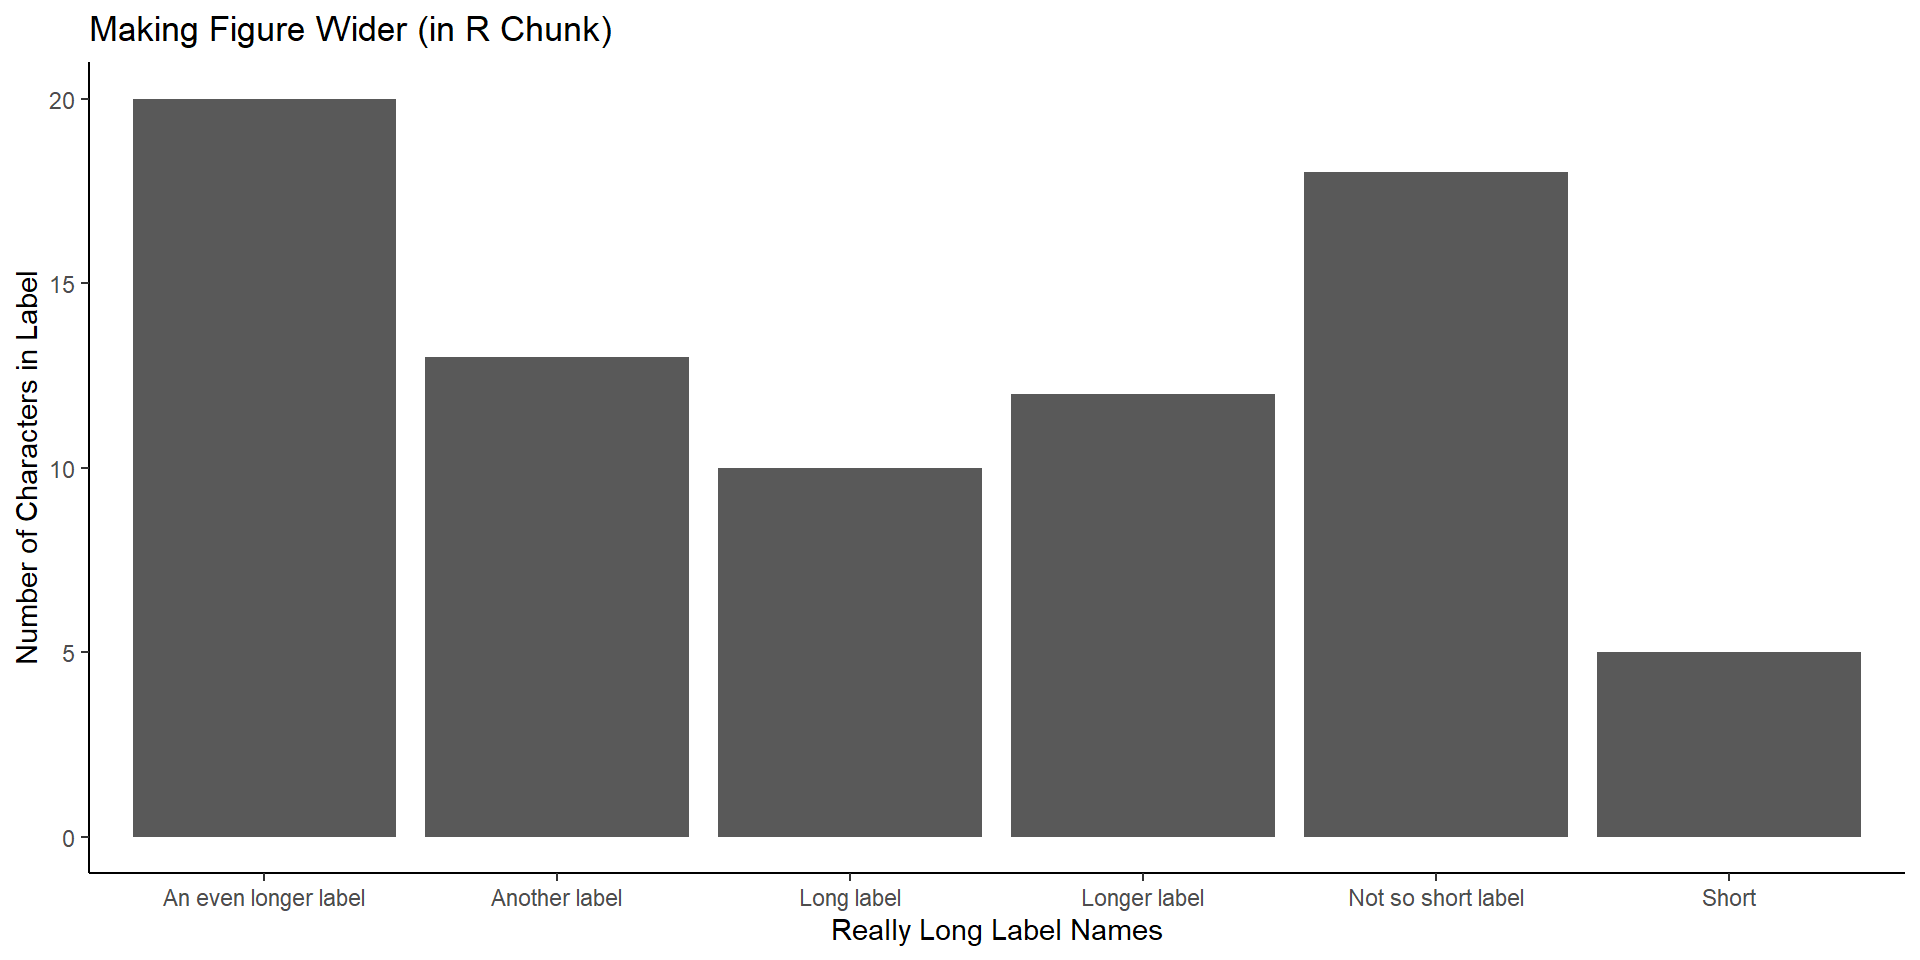 Making Figure Wider (in R Chunk)
Number of Characters in Label
20
15
10
5
0
An even longer label
Another label
Long label
Longer label
Not so short label
Short
Really Long Label Names